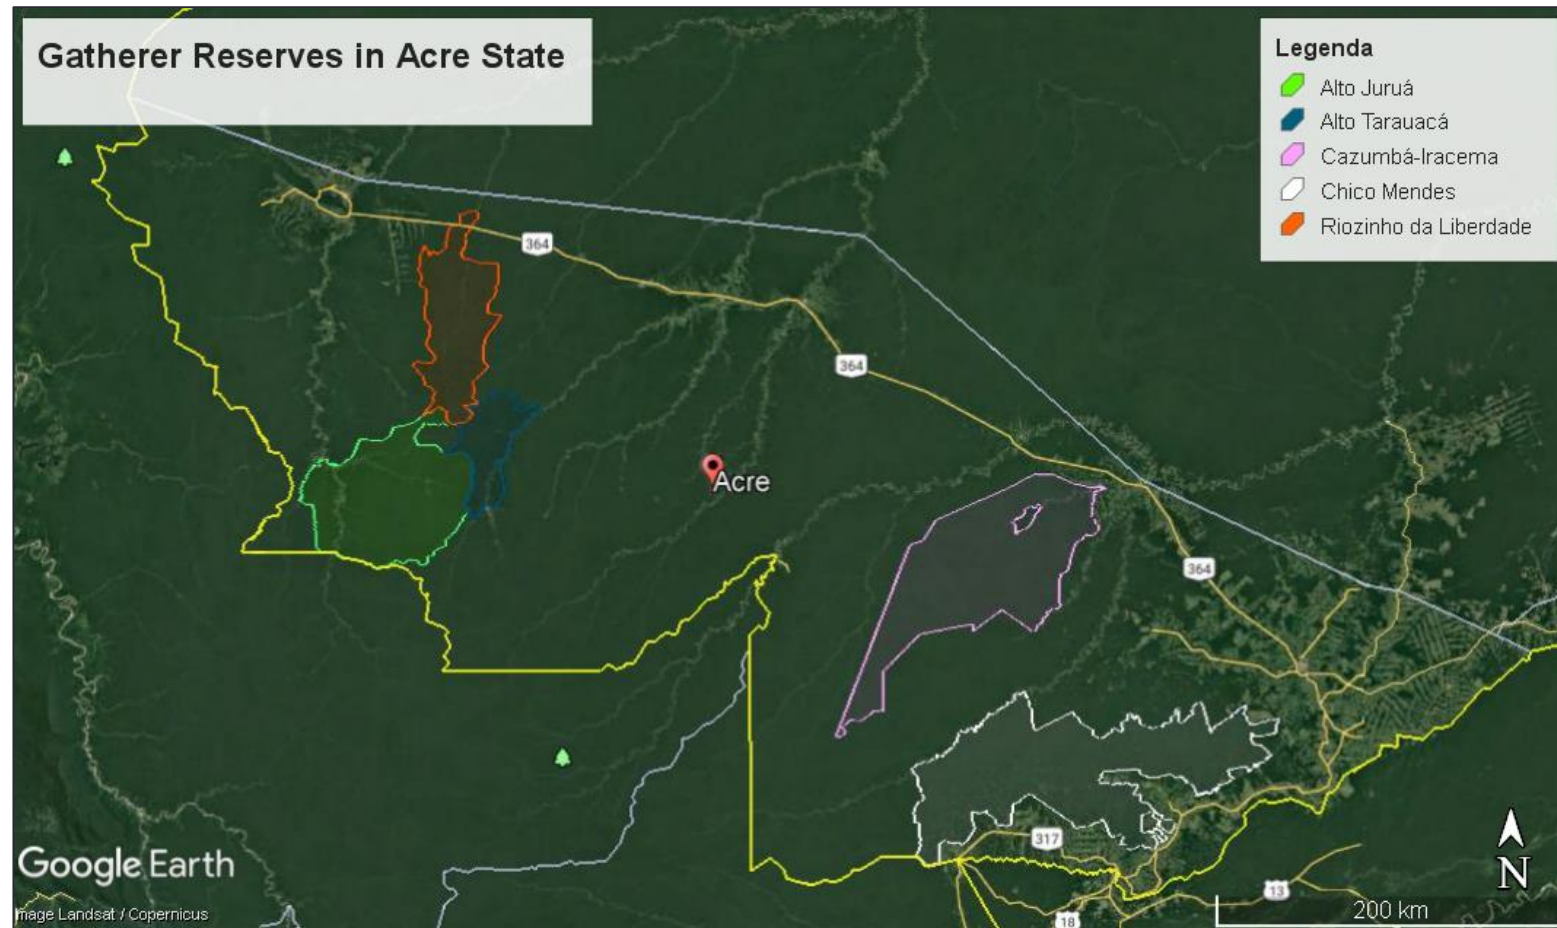 Gatherer Reserves in Acre State
Legenda
Alto Juruá
Alto Tarauacá
Cazumbá-Iracema
Chico Mendes
Riozinho da Liberdade
364
364
Acre
364
317
13
18
200 km
N
Google Earth
Image Landsat / Copernicus